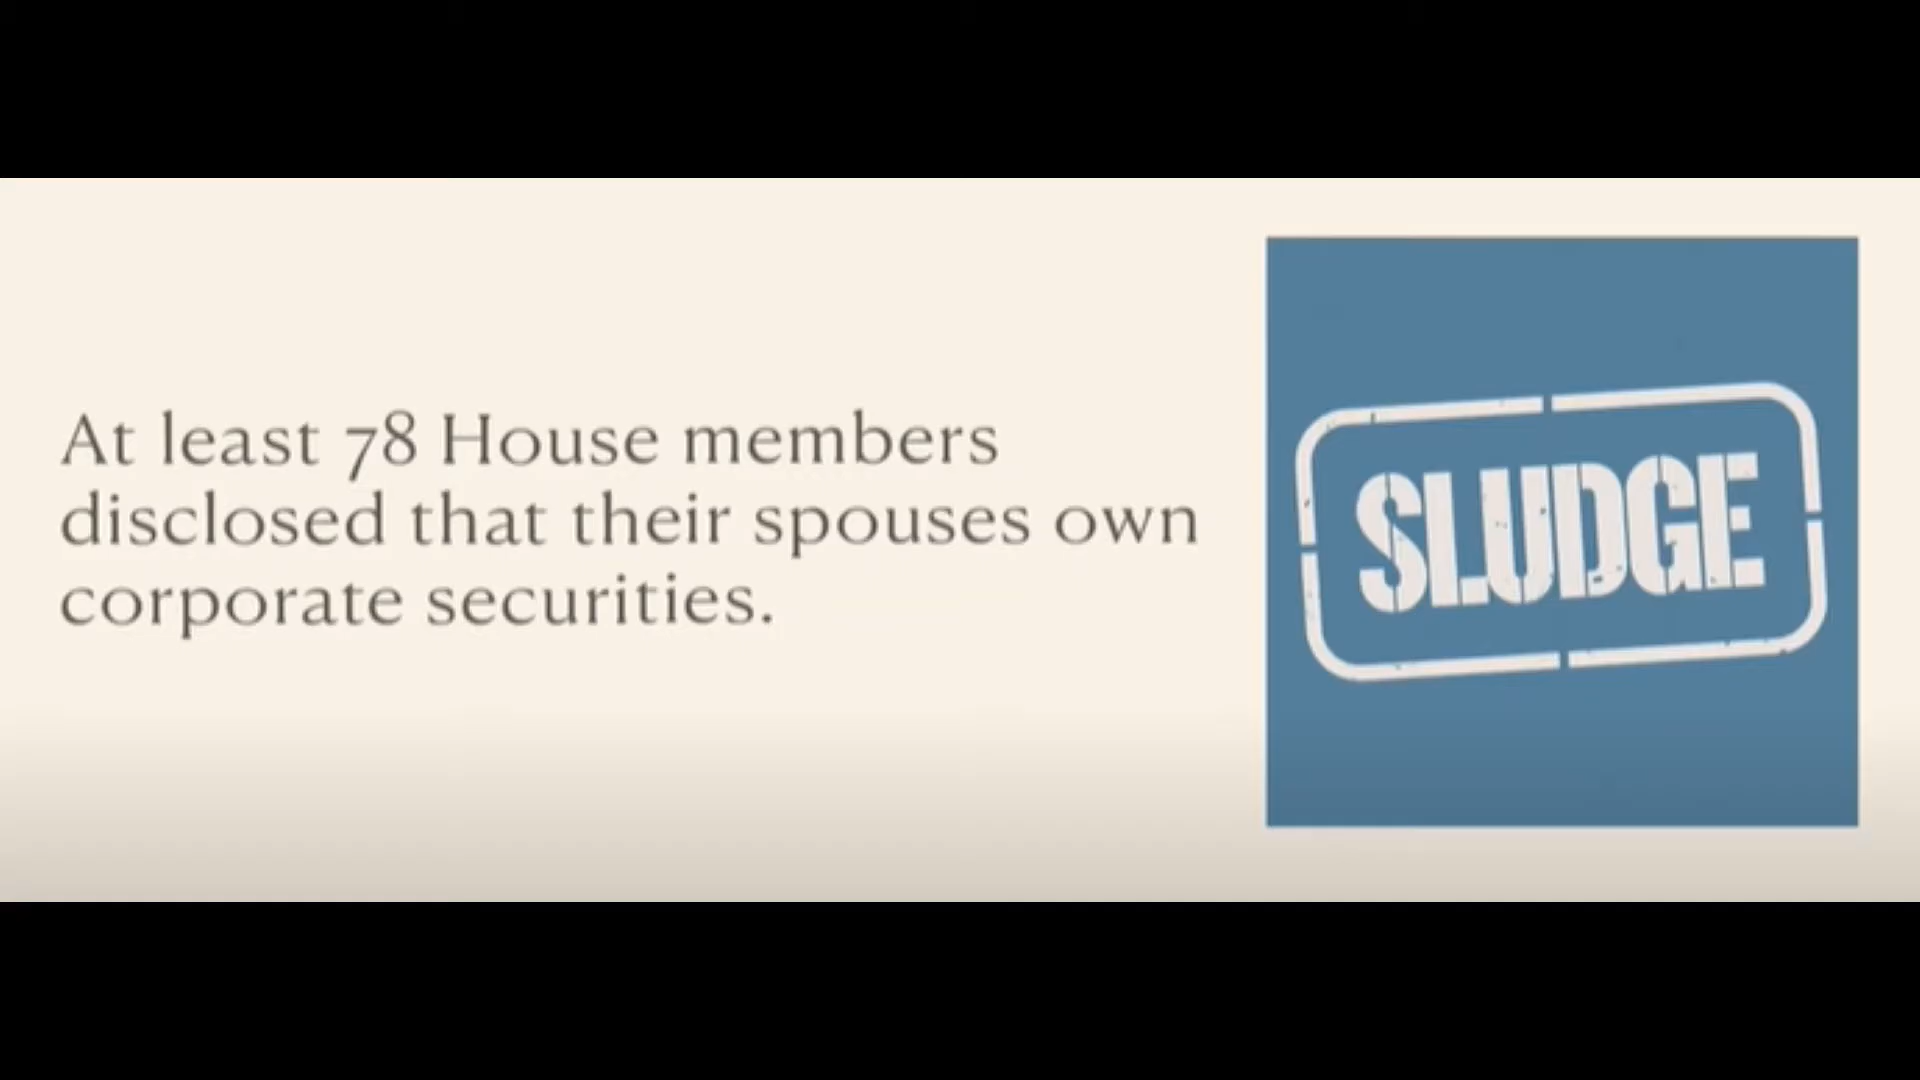 At least 78 House members
disclosed that their spouses own
corporate securities.
SLUDGE